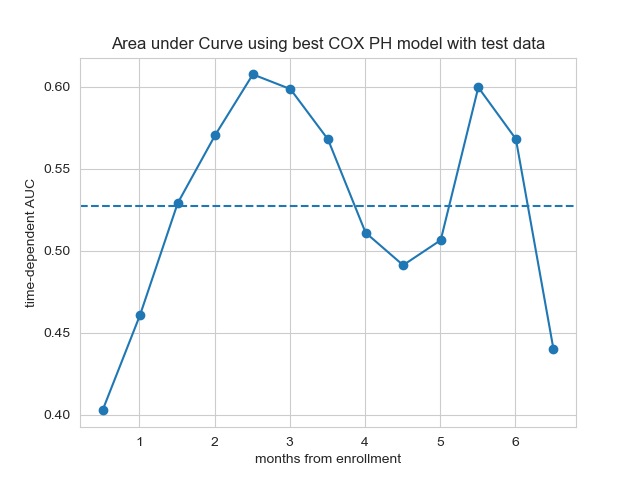 Area under Curve using best COX PH model with test data
time-dependent AUC
0.60
0.55
0.50
0.45
0.40
1 2 3 4 5 6
months from enrollment